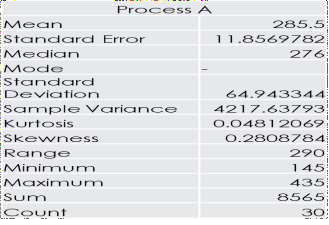 Process A
Mean 285.5
Standard Error 11.8569782
Median 276
Mode -
Standard
Deviation 64.943344
Sample Variance 4217.63793
Kurtosis 0.04812069
Skewness 0.2808784
Range 290
Minimum 145
Maximum 435
Sum 8565
Count 30